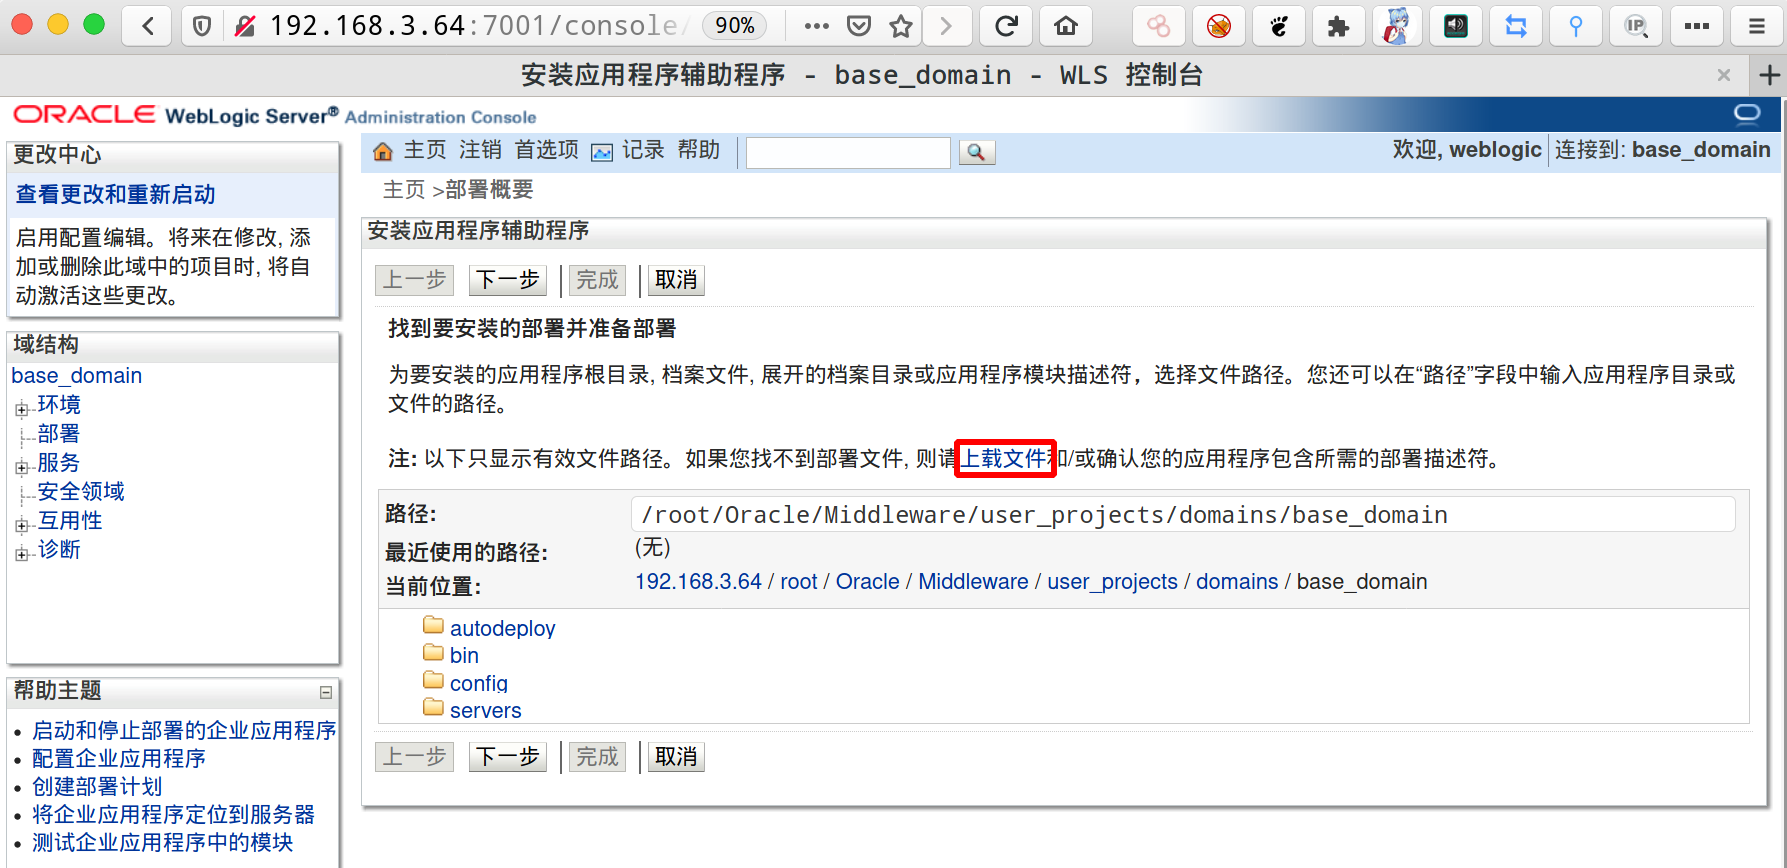 192.168.3.64:7001/console/
90%
安装应用程序辅助程序 - base_domain - WLS 控制台
ORACLE WebLogic Server® Administration Console
更改中心
查看更改和重新启动
启用配置编辑。将来在修改, 添
加或删除此域中的项目时, 将自
动激活这些更改。
域结构
base_domain
环境
部署
服务
安全领域
互用性
诊断
帮助主题
启动和停止部署的企业应用程序
配置企业应用程序
创建部署计划
将企业应用程序定位到服务器
测试企业应用程序中的模块
主页 注销 首选项 记录 帮助
欢迎, weblogic 连接到: base_domain
主页 >部署概要
安装应用程序辅助程序
上一步 下一步 完成 取消
找到要安装的部署并准备部署
为要安装的应用程序根目录, 档案文件, 展开的档案目录或应用程序模块描述符，选择文件路径。您还可以在“路径”字段中输入应用程序目录或
文件的路径。
注: 以下只显示有效文件路径。如果您找不到部署文件, 则请上载文件和/或确认您的应用程序包含所需的部署描述符。
路径: /root/Oracle/Middleware/user_projects/domains/base_domain
最近使用的路径: (无)
当前位置: 192.168.3.64 / root / Oracle / Middleware / user_projects / domains / base_domain
autodeploy
bin
config
servers
上一步 下一步 完成 取消